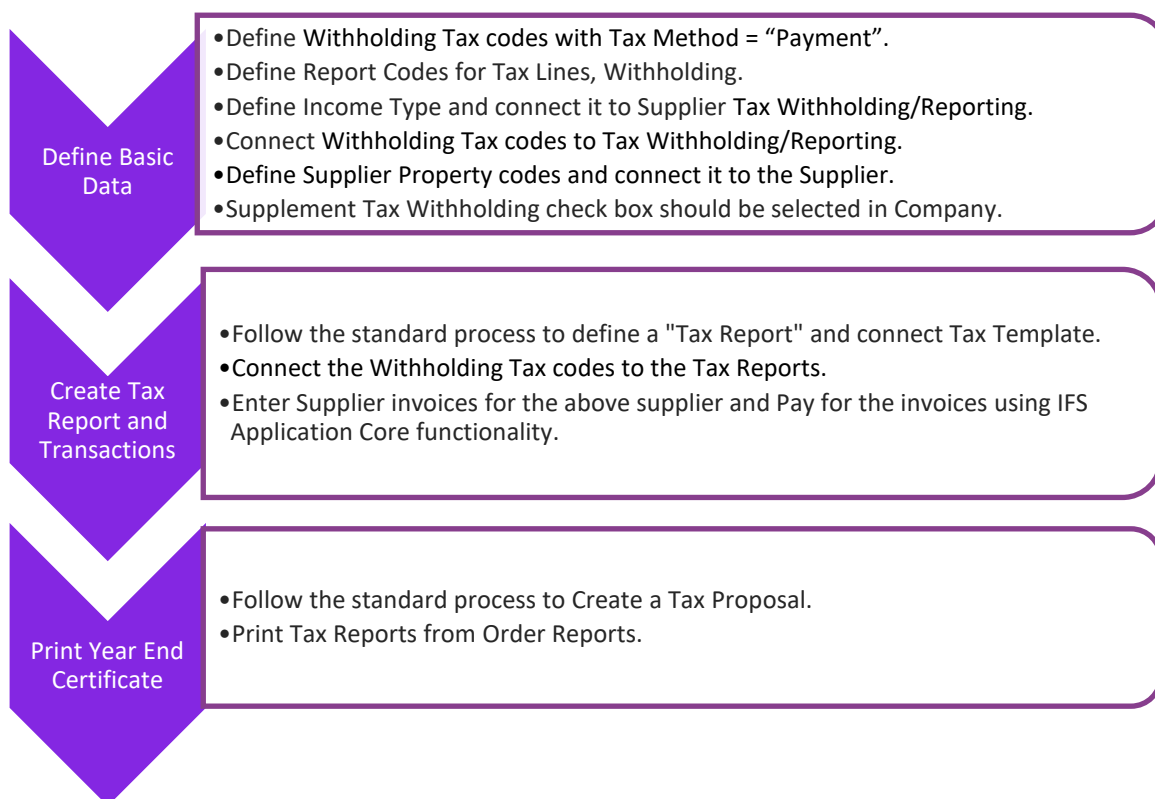 Define Basic
Data
•Define Withholding Tax codes with Tax Method = “Payment”.
•Define Report Codes for Tax Lines, Withholding.
•Define Income Type and connect it to Supplier Tax Withholding/Reporting.
•Connect Withholding Tax codes to Tax Withholding/Reporting.
•Define Supplier Property codes and connect it to the Supplier.
•Supplement Tax Withholding check box should be selected in Company.
Create Tax
Report and
Transactions
•Follow the standard process to define a "Tax Report" and connect Tax Template.
•Connect the Withholding Tax codes to the Tax Reports.
•Enter Supplier invoices for the above supplier and Pay for the invoices using IFS
Application Core functionality.
Print Year End
Certificate
•Follow the standard process to Create a Tax Proposal.
•Print Tax Reports from Order Reports.